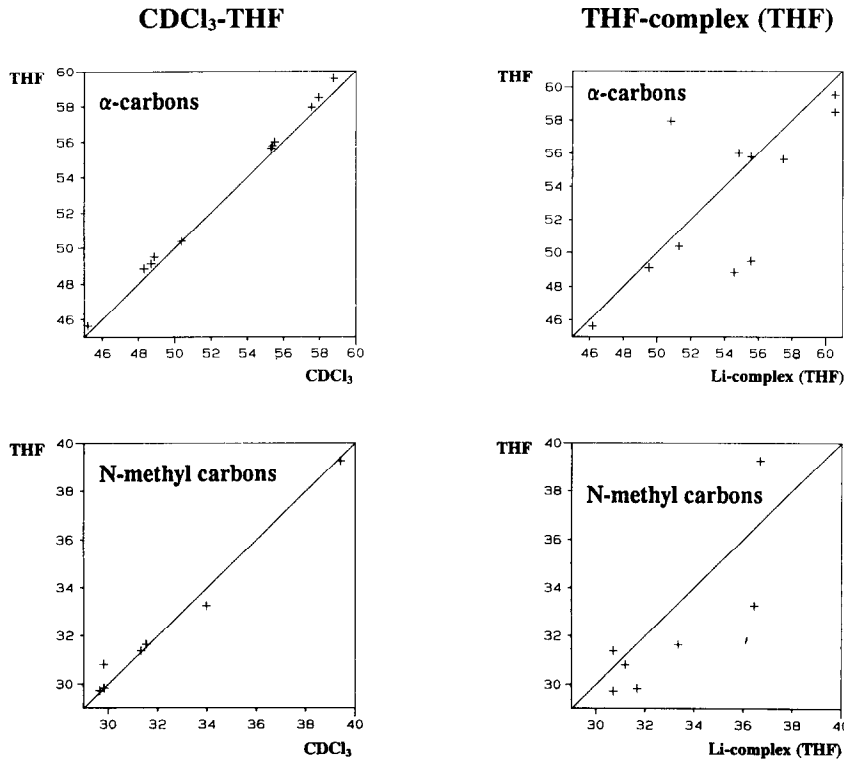 CDCl₃-THF
THF-complex (THF)
THF
60
58
56
54
52
50
48
46
α-carbons
46 48 50 52 54 56 58 60
CDCl₃
THF
60
58
56
54
52
50
48
46
α-carbons
46 48 50 52 54 56 58 60
Li-complex (THF)
THF
40
38
36
34
32
30
N-methyl carbons
30 32 34 36 38 40
CDCl₃
THF
40
38
36
34
32
30
N-methyl carbons
30 32 34 36 38 40
Li-complex (THF)